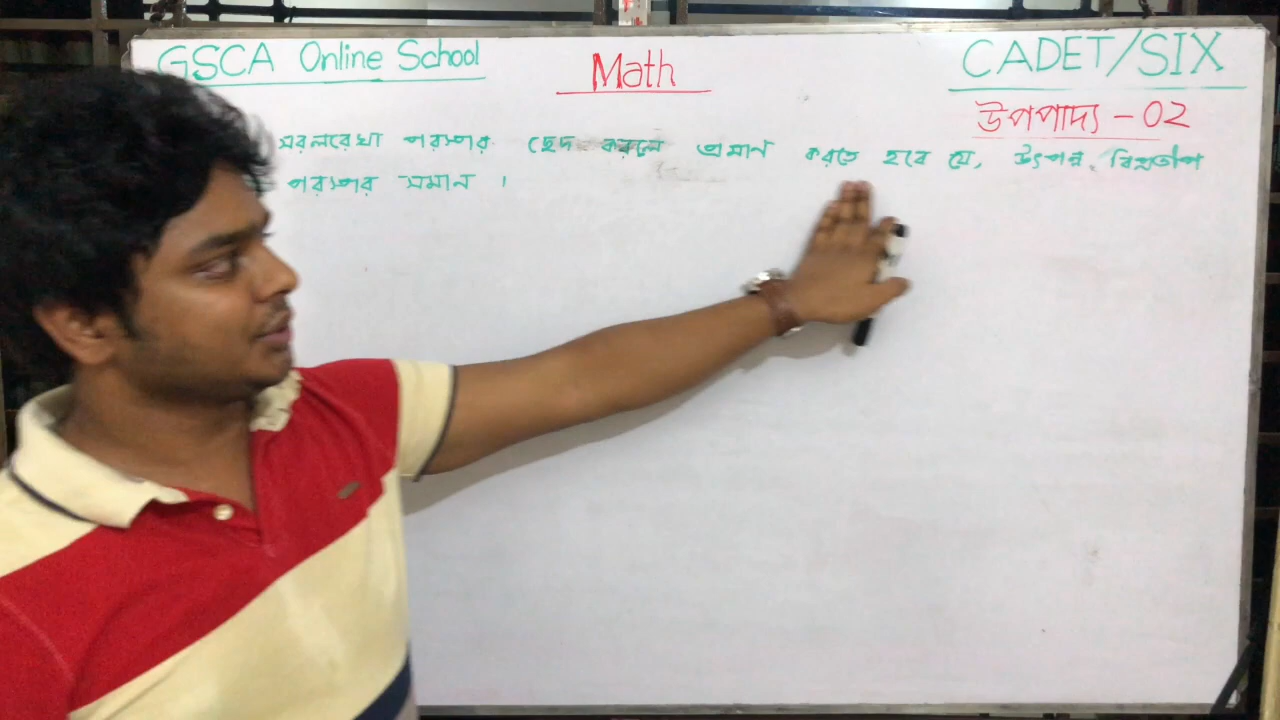 GSCA Online School
Math
CADET/SIX
উপপাদ্য - 02
সরলরেখা পরস্পর ছেদ করলে প্রমাণ করতে হবে যে, উৎপন্ন বিপ্রতীপ
পরস্পর সমান ।